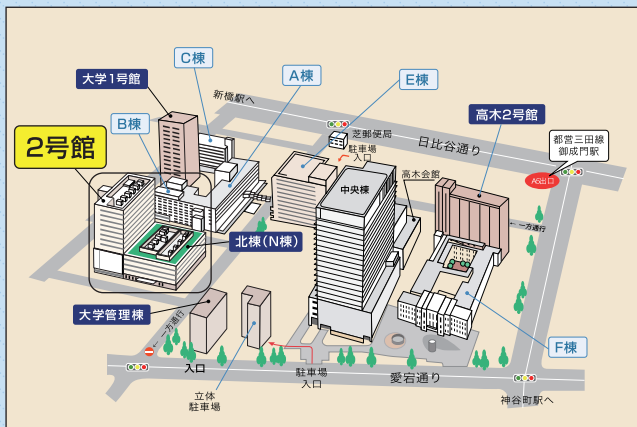 C棟
大学1号館
A棟
E棟
新橋駅へ
芝郵便局
日比谷通り
高木2号館
都営三田線
御成門駅
B棟
駐車場
入口
A5出口
2号館
高木会館
中央棟
一方通行
北棟(N棟)
大学管理棟
一方通行
F棟
入口
駐車場
入口
愛宕通り
立体
駐車場
神谷町駅へ